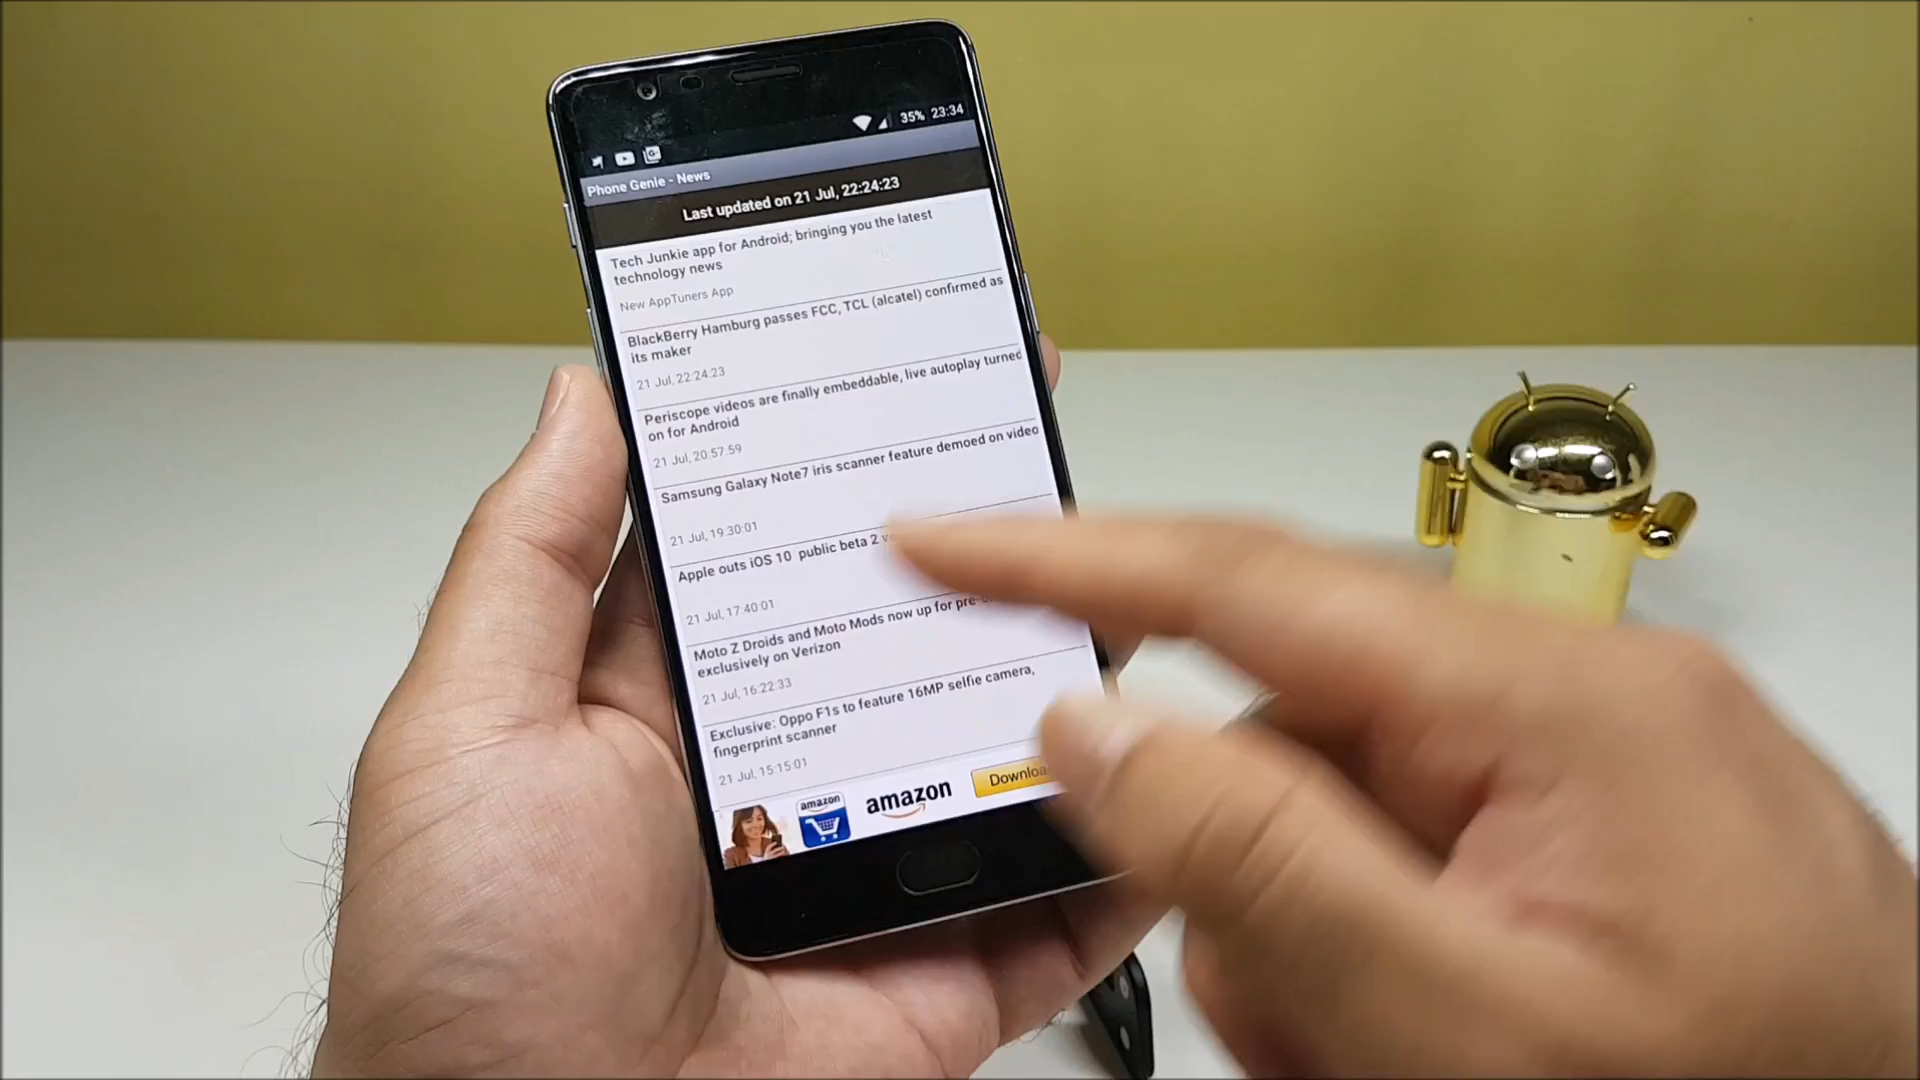 35% 23:34
Phone Genie - News
Last updated on 21 Jul, 22:24:23
Tech Junkie app for Android; bringing you the latest
technology news
New AppTuners App
BlackBerry Hamburg passes FCC, TCL (alcatel) confirmed as
its maker
21 Jul, 22:24:23
Periscope videos are finally embeddable, live autoplay turned
on for Android
21 Jul, 20:57:59
Samsung Galaxy Note7 iris scanner feature demoed on video
21 Jul, 19:30:01
Apple outs iOS 10 public beta 2
21 Jul, 17:40:01
Moto Z Droids and Moto Mods now up for
exclusively on Verizon
21 Jul, 16:22:33
Exclusive: Oppo F1s to feature 16MP selfie camera,
fingerprint scanner
21 Jul, 15:15:01
amazon
amazon